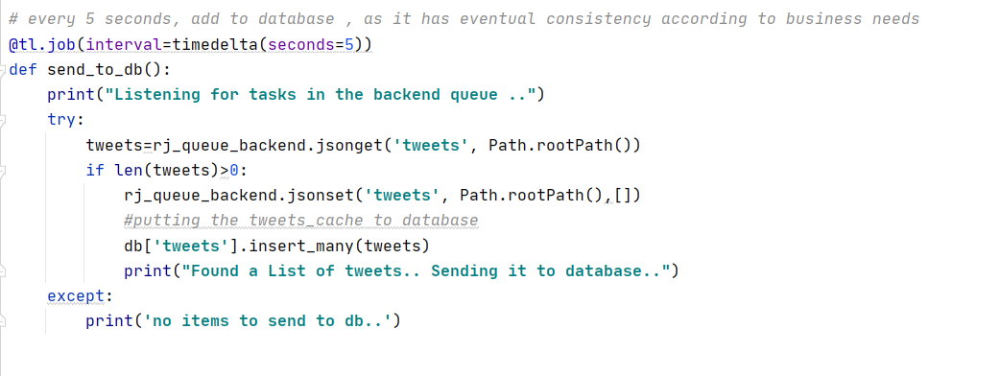 # every 5 seconds, add to database , as it has eventual consistency according to business needs
@tl.job(interval=timedelta(seconds=5))
def send_to_db():
    print("Listening for tasks in the backend queue ..")
    try:
        tweets=rj_queue_backend.jsonget('tweets', Path.rootPath())
        if len(tweets)>0:
            rj_queue_backend.jsonset('tweets', Path.rootPath(),[])
            #putting the tweets_cache to database
            db['tweets'].insert_many(tweets)
            print("Found a List of tweets.. Sending it to database..")
    except:
        print('no items to send to db..')